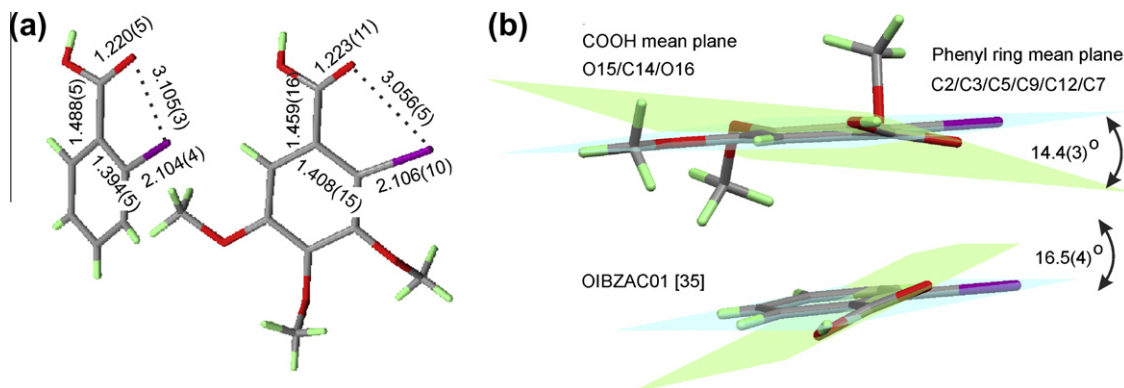 (a)
1.220(5)
3.105(3)
1.488(5)
1.394(5)
2.104(4)
1.223(11)
3.056(5)
1.459(16)
1.408(15)
2.106(10)
(b)
COOH mean plane
O15/C14/O16
Phenyl ring mean plane
C2/C3/C5/C9/C12/C7
14.4(3)º
16.5(4)º
OIBZAC01 [35]